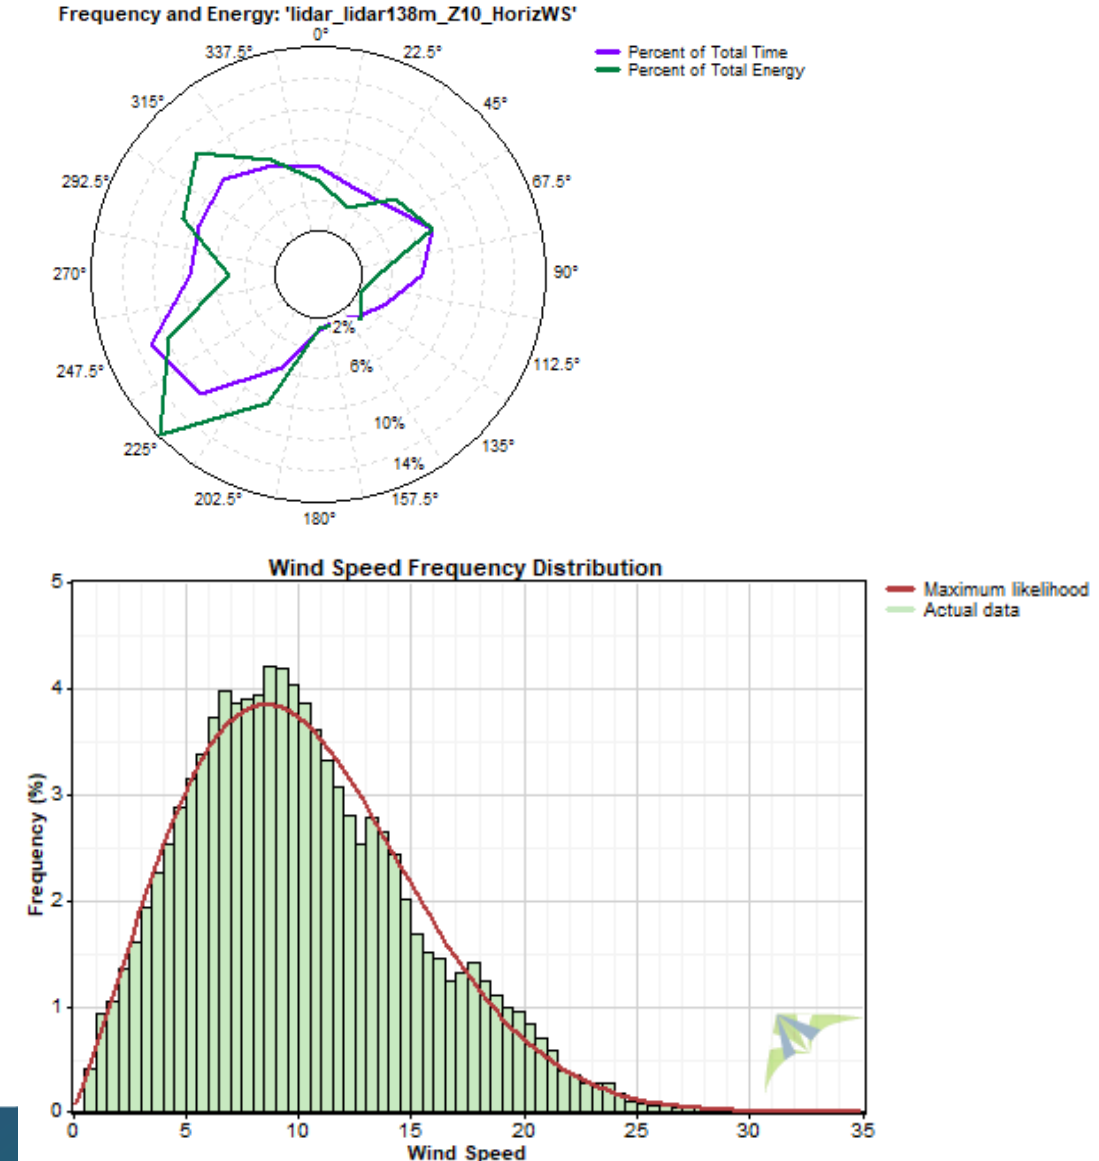 Frequency and Energy: 'lidar_lidar138m_Z10_HorizWS'
0°
337.5° 22.5°
Percent of Total Time
Percent of Total Energy
315° 45°
292.5° 67.5°
270° 90°
2%
6%
247.5° 112.5°
10%
225° 135°
14%
202.5° 157.5°
180°
Wind Speed Frequency Distribution
Maximum likelihood
Actual data
5
4
3
2
1
0
Frequency (%)
0 5 10 15 20 25 30 35
Wind Speed